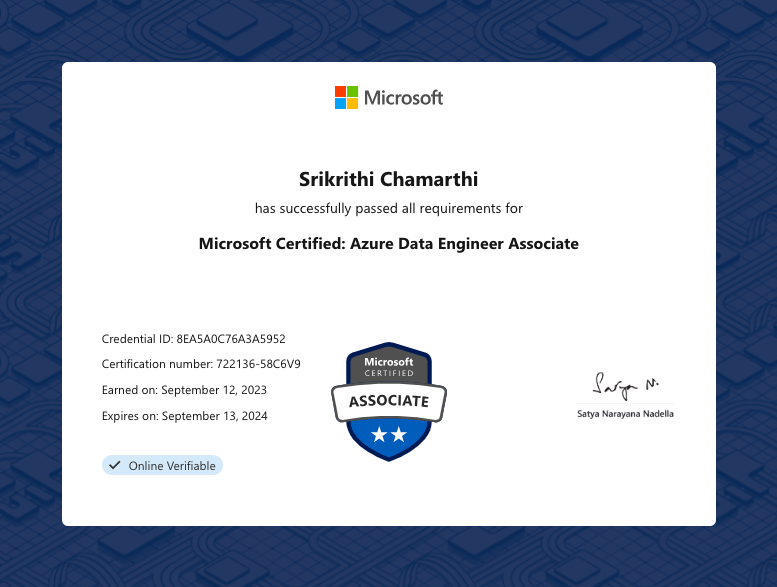 Microsoft
Srikrithi Chamarthi
has successfully passed all requirements for
Microsoft Certified: Azure Data Engineer Associate
Credential ID: 8EA5A0C76A3A5952
Certification number: 722136-58C6V9
Earned on: September 12, 2023
Expires on: September 13, 2024
Online Verifiable
Microsoft
CERTIFIED
ASSOCIATE
Satya N.
Satya Narayana Nadella